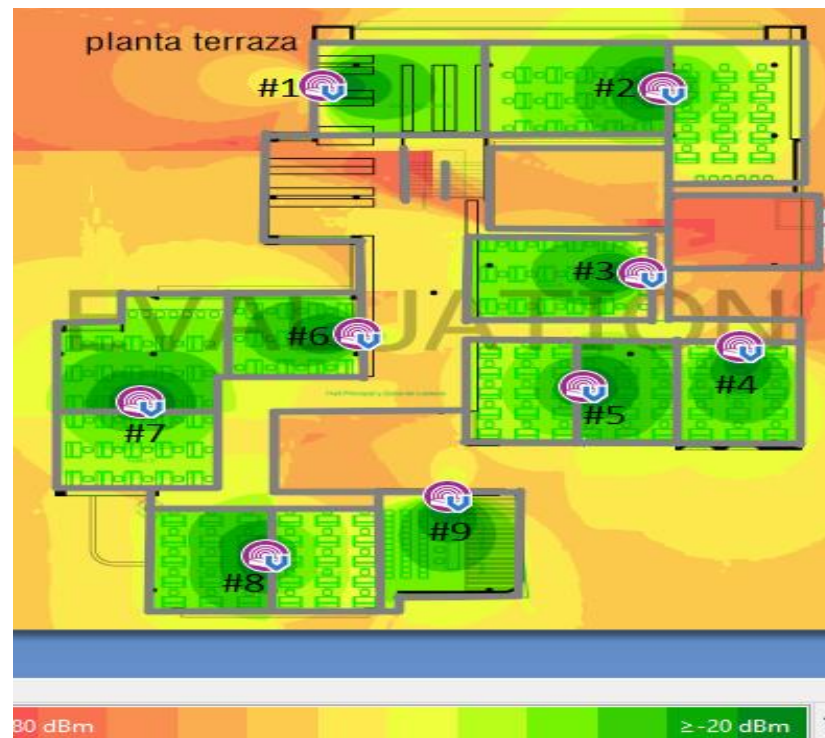 planta terraza
#1
#2
#3
EVALUATION
#6
#4
#5
#7
#9
#8
80 dBm
≥-20 dBm